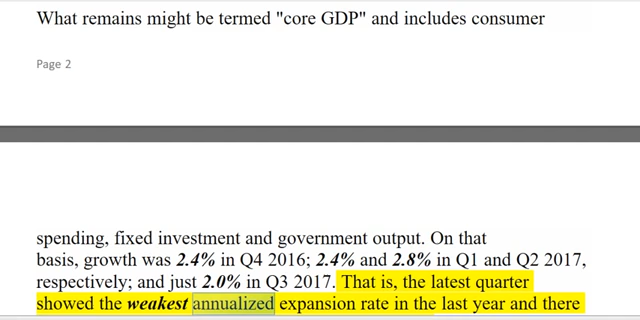 What remains might be termed "core GDP" and includes consumer
Page 2
spending, fixed investment and government output. On that
basis, growth was 2.4% in Q4 2016; 2.4% and 2.8% in Q1 and Q2 2017,
respectively; and just 2.0% in Q3 2017. That is, the latest quarter
showed the weakest annualized expansion rate in the last year and there